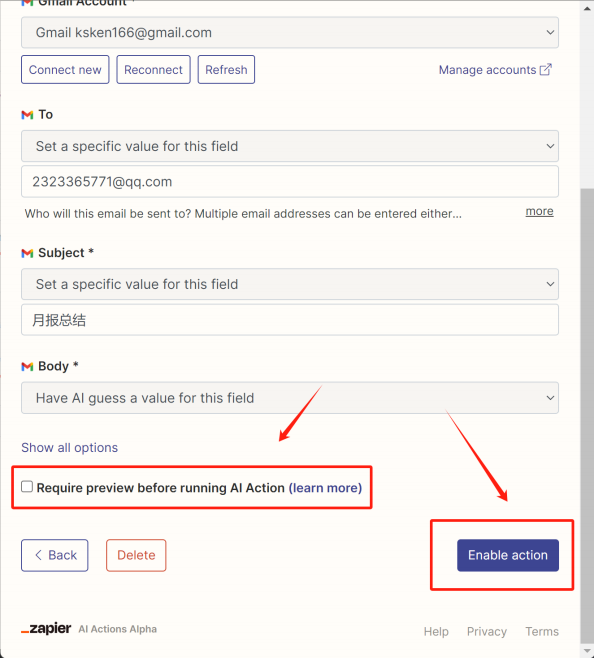 Gmail Account *
Gmail ksken166@gmail.com
Connect new Reconnect Refresh Manage accounts
To
Set a specific value for this field
2323365771@qq.com
Who will this email be sent to? Multiple email addresses can be entered either... more
Subject *
Set a specific value for this field
月报总结
Body *
Have AI guess a value for this field
Show all options
Require preview before running AI Action (learn more)
Back Delete Enable action
zapier AI Actions Alpha Help Privacy Terms